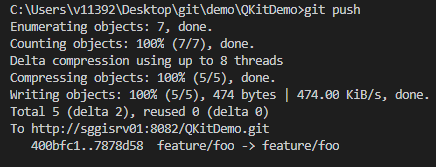 C:\Users\v11392\Desktop\git\demo\QKitDemo>git push
Enumerating objects: 7, done.
Counting objects: 100% (7/7), done.
Delta compression using up to 8 threads
Compressing objects: 100% (5/5), done.
Writing objects: 100% (5/5), 474 bytes | 474.00 KiB/s, done.
Total 5 (delta 2), reused 0 (delta 0)
To http://sggisrv01:8082/QKitDemo.git
   400bfc1..7878d58  feature/foo -> feature/foo